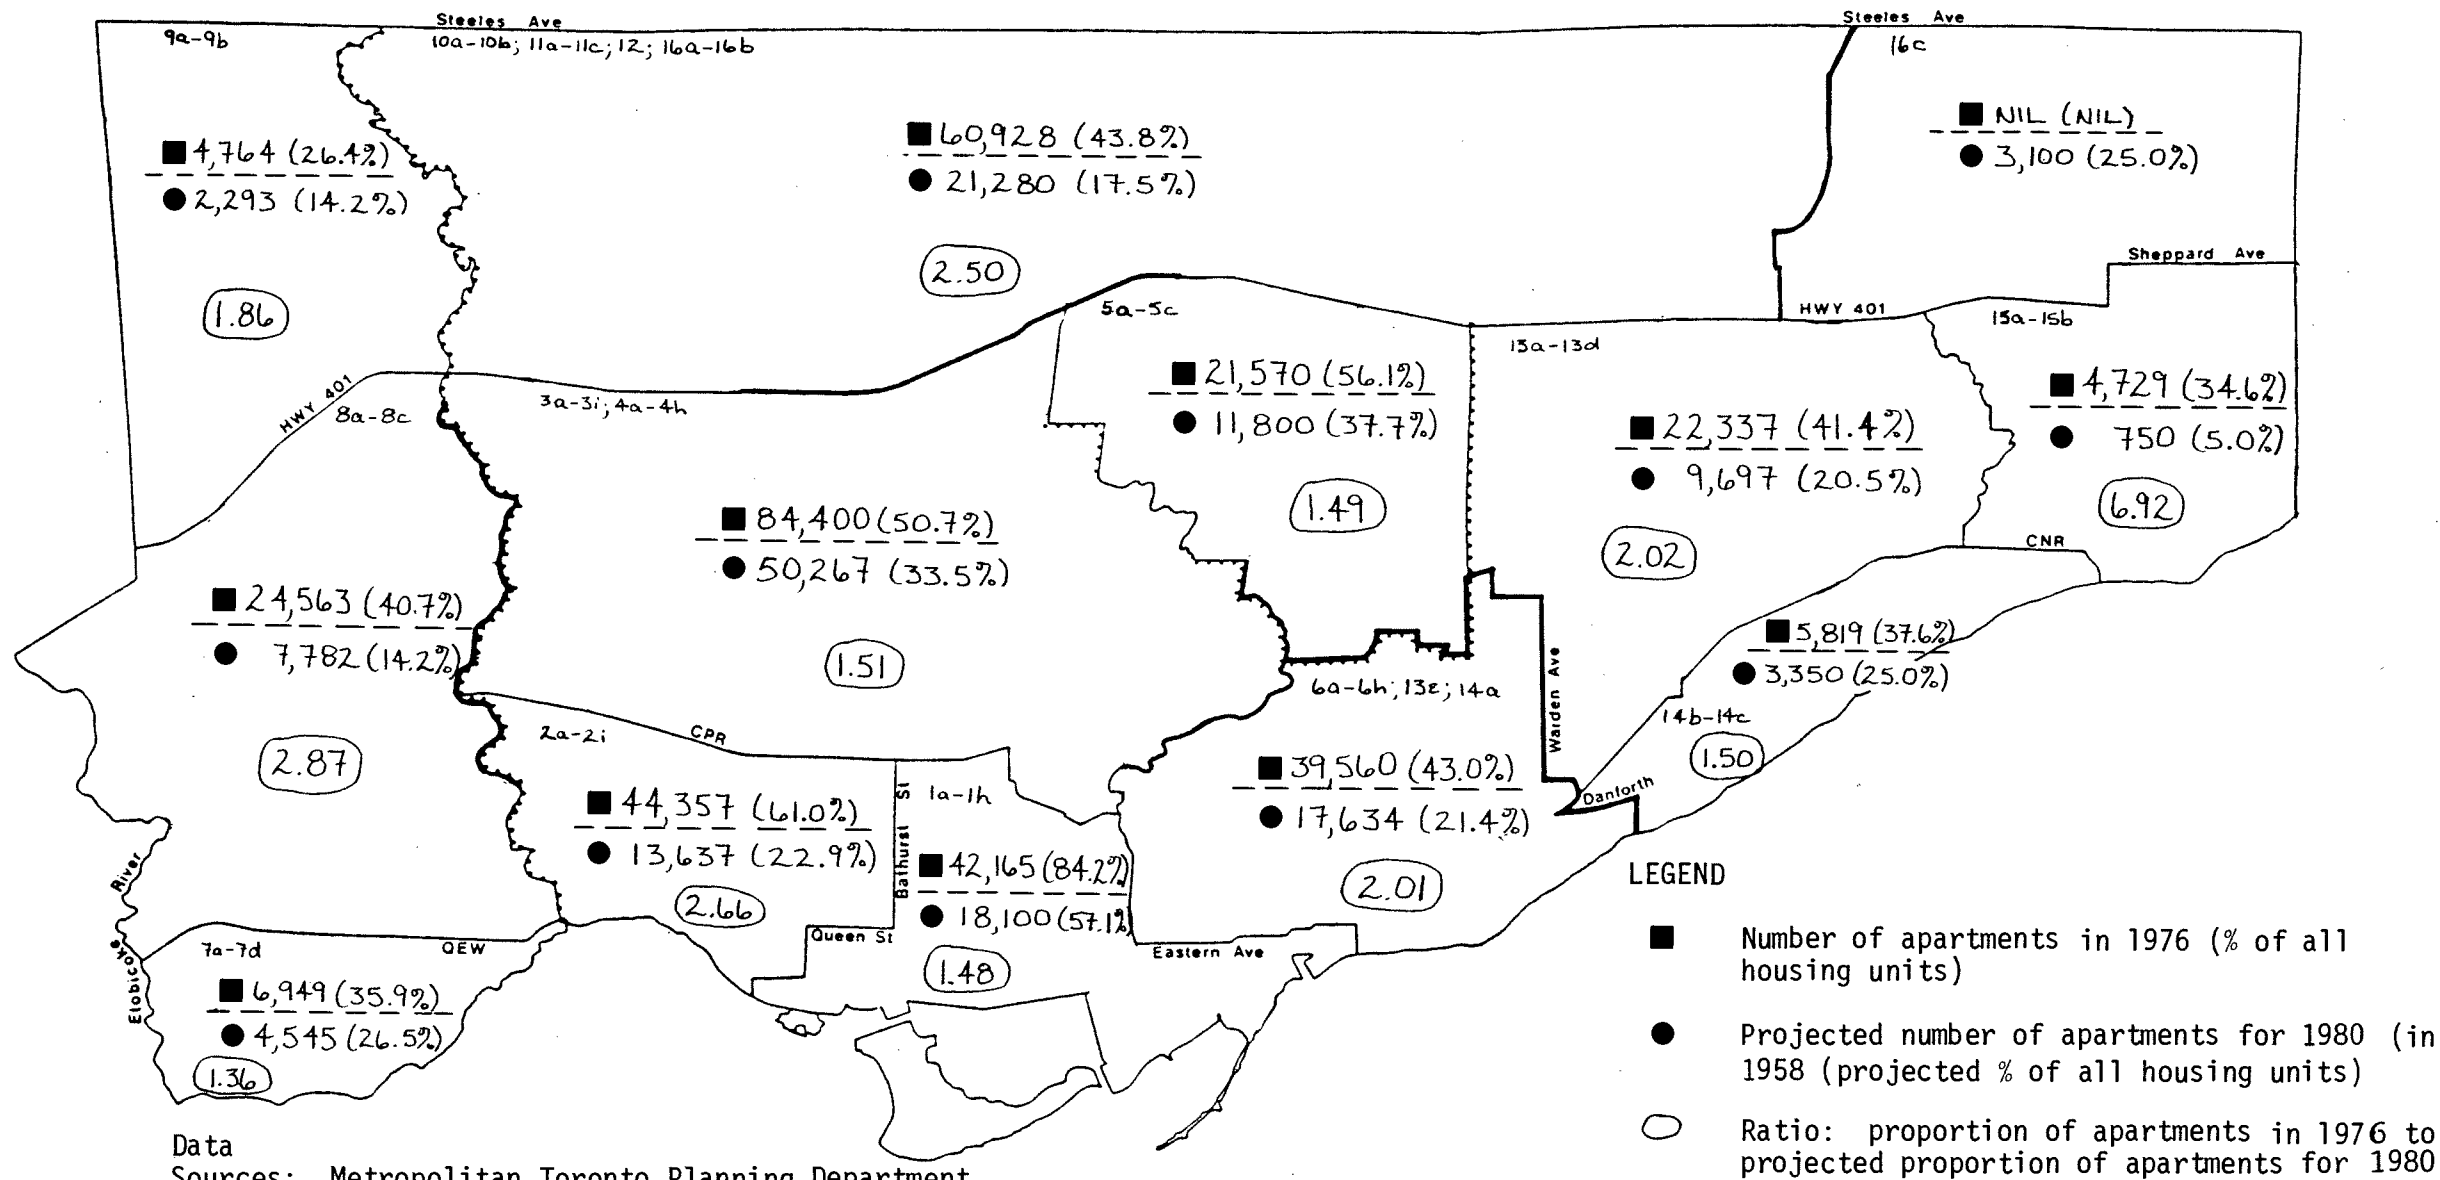 Steeles Ave
Steeles Ave
9a-9b
10a-10b; 11a-11c; 12; 16a-16b
16c
■ 4,764 (26.4%)
● 2,293 (14.2%)
1.86
■ 60,928 (43.8%)
● 21,280 (17.5%)
2.50
■ NIL (NIL)
● 3,100 (25.0%)
Sheppard Ave
HWY 401
15a-15b
5a-5c
13a-13d
HWY 401
8a-8c
3a-3i; 4a-4h
■ 21,570 (56.1%)
● 11,800 (37.7%)
1.49
■ 22,337 (41.4%)
● 9,697 (20.5%)
2.02
■ 4,729 (34.6%)
● 750 (5.0%)
6.92
CNR
■ 84,400 (50.7%)
● 50,267 (33.5%)
1.51
■ 24,563 (40.7%)
● 7,782 (14.2%)
2.87
■ 5,819 (37.6%)
● 3,350 (25.0%)
14b-14c
1.50
6a-6h; 13e; 14a
Warden Ave
Danforth
■ 39,560 (43.0%)
● 17,634 (21.4%)
2.01
2a-2i
CPR
■ 44,357 (61.0%)
● 13,637 (22.9%)
2.66
Bathurst St
1a-1h
■ 42,165 (84.2%)
● 18,100 (57.1%
1.48
Queen St
Eastern Ave
Etobicoke River
7a-7d
QEW
■ 6,949 (35.9%)
● 4,545 (26.5%)
1.36
LEGEND
■ Number of apartments in 1976 (% of all
housing units)
● Projected number of apartments for 1980 (in
1958 (projected % of all housing units)
Ratio: proportion of apartments in 1976 to
projected proportion of apartments for 1980
Data
Sources: Metropolitan Toronto Planning Department